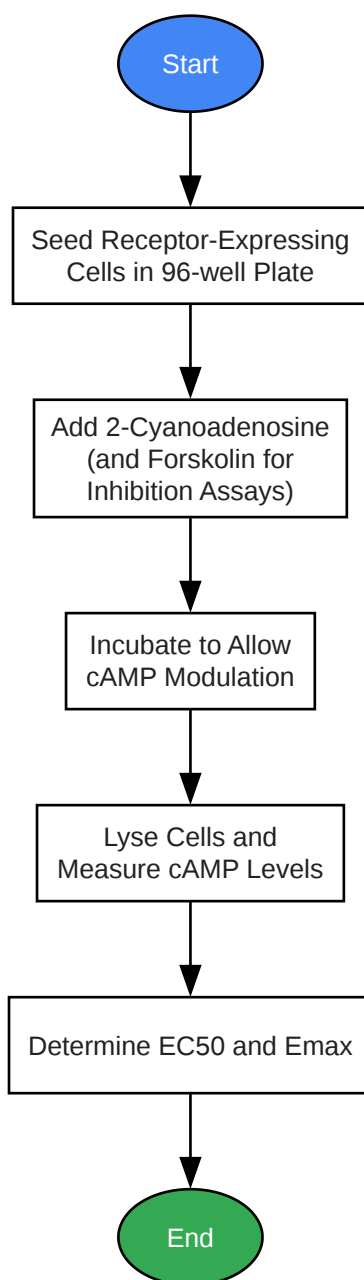 Start
Seed Receptor-Expressing
Cells in 96-well Plate
Add 2-Cyanoadenosine
(and Forskolin for
Inhibition Assays)
Incubate to Allow
cAMP Modulation
Lyse Cells and
Measure cAMP Levels
Determine EC50 and Emax
End